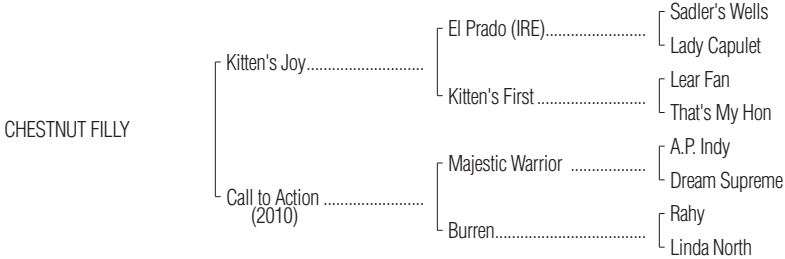 Sadler's Wells
El Prado (IRE)........................
Lady Capulet
Kitten's Joy............................
Lear Fan
Kitten's First ..........................
That's My Hon
CHESTNUT FILLY
A.P. Indy
Majestic Warrior ..................
Dream Supreme
Call to Action ........................
(2010)
Rahy
Burren....................................
Linda North